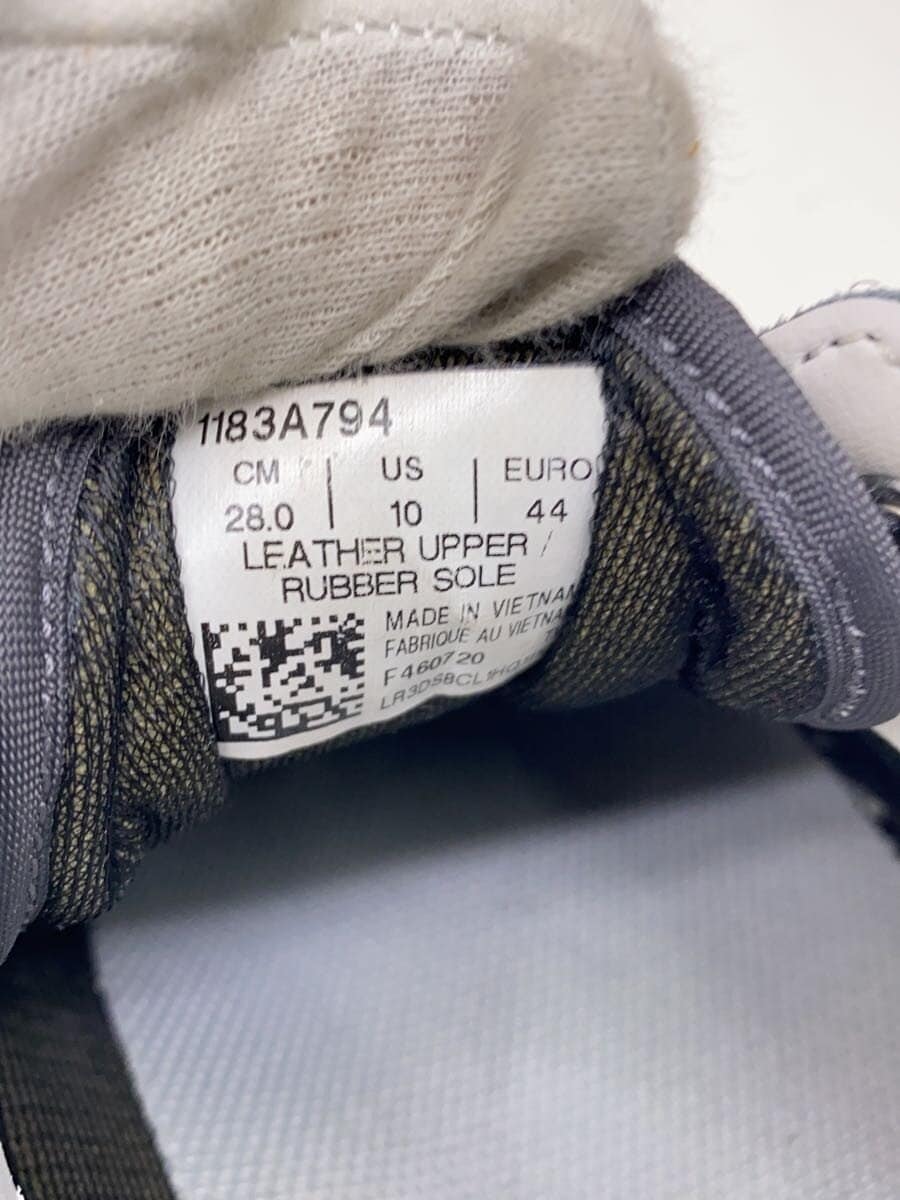 1183A794
CM | US | EURO
28.0 | 10 | 44
LEATHER UPPER /
RUBBER SOLE
MADE IN VIETNAM
FABRIQUE AU VIETNAM
F460720